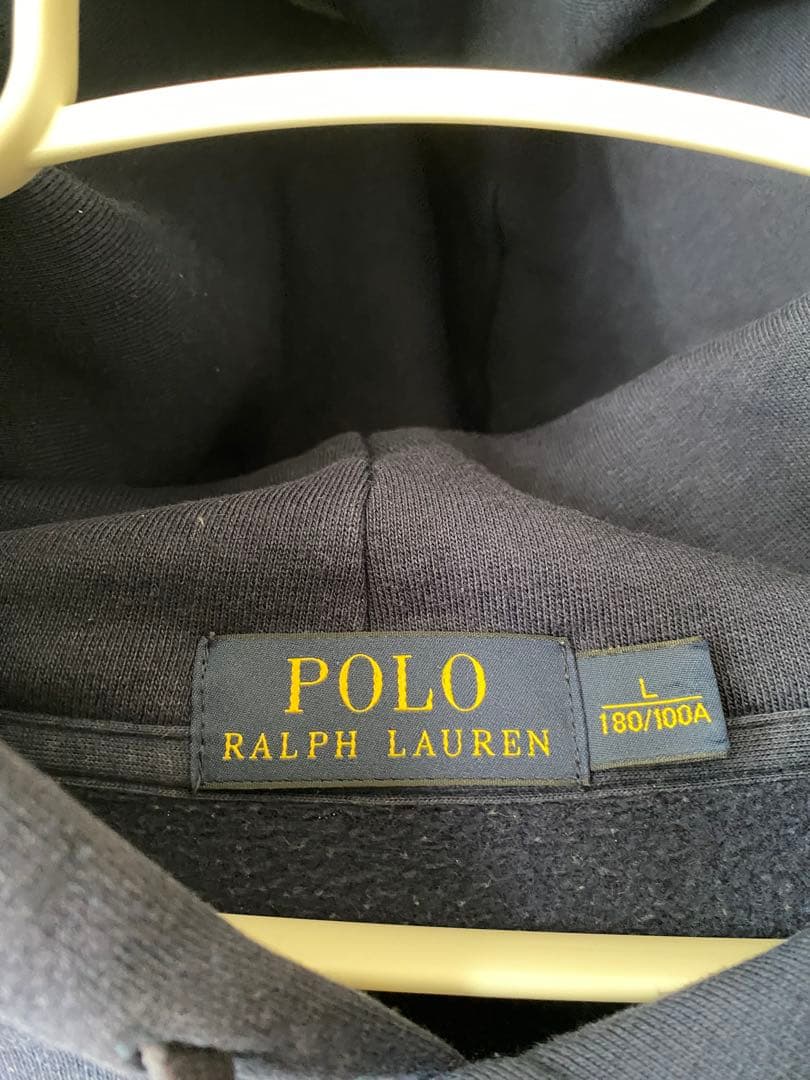 POLO
RALPH LAUREN
L
180/100A